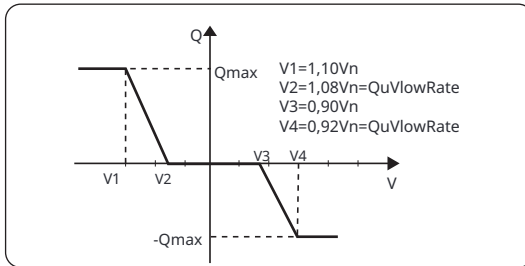 Q
Qmax
V1=1,10Vn
V2=1,08Vn=QuVlowRate
V3=0,90Vn
V4=0,92Vn=QuVlowRate
V1
V2
V3
V4
V
-Qmax